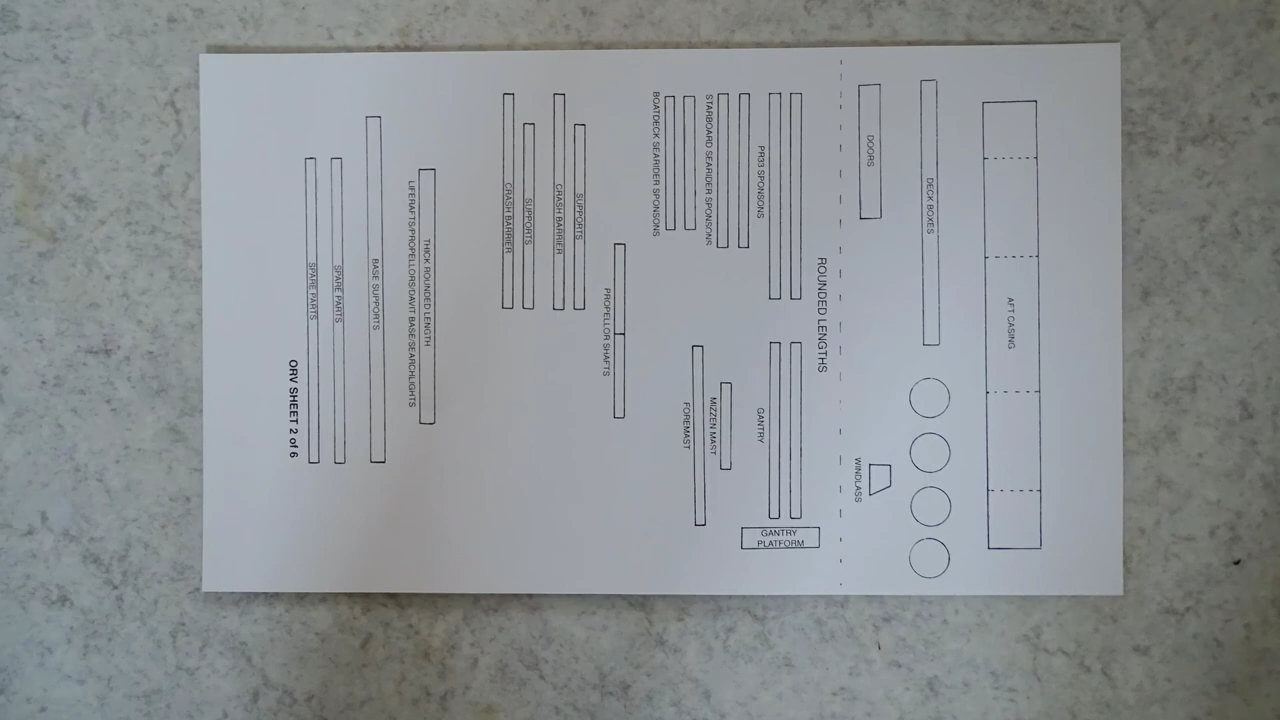 AFT CASING
DECK BOXES
DOORS
WINDLASS
ROUNDED LENGTHS
PR33 SPONSONS
GANTRY
GANTRY
PLATFORM
STARBOARD SEARIDER SPONSONS
MIZZEN MAST
BOATDECK SEARIDER SPONSONS
FOREMAST
PROPELLOR SHAFTS
SUPPORTS
CRASH BARRIER
SUPPORTS
CRASH BARRIER
THICK ROUNDED LENGTH
LIFERAFTS/PROPELLORS/DAVIT BASE/SEARCHLIGHTS
BASE SUPPORTS
SPARE PARTS
SPARE PARTS
ORV SHEET 2 of 6